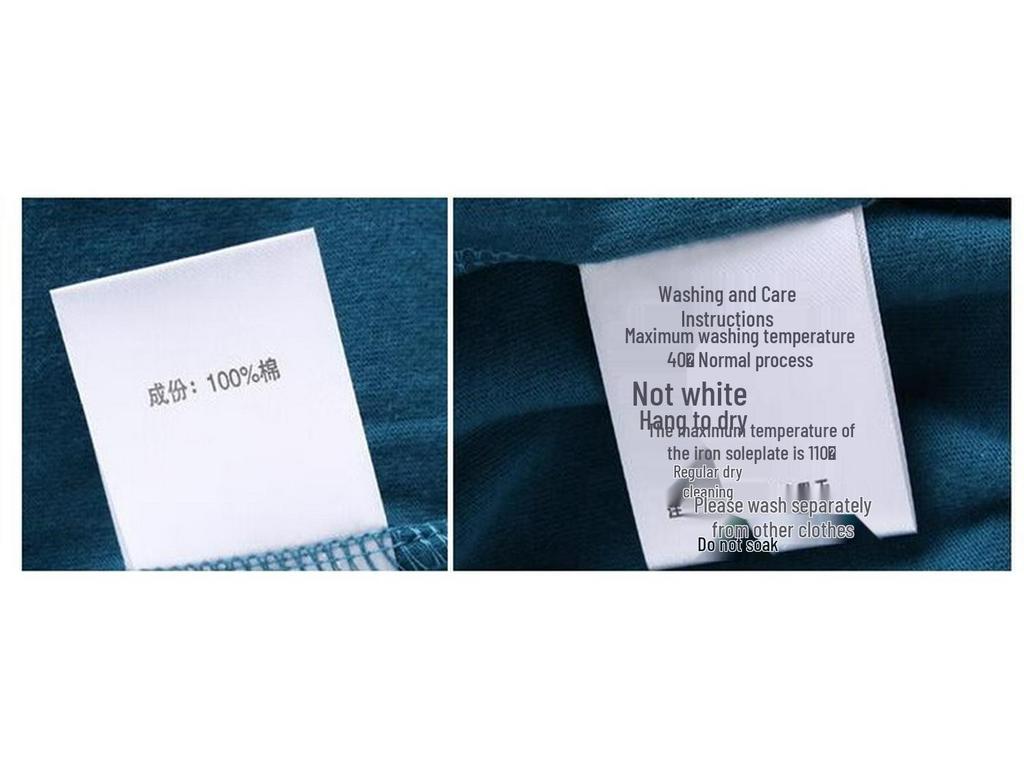 成份：100%棉
Washing and Care
Instructions
Maximum washing temperature
40 Normal process
Not white
Hang to dry
The maximum temperature of
the iron soleplate is 110
Regular dry
cleaning
Please wash separately
from other clothes
Do not soak